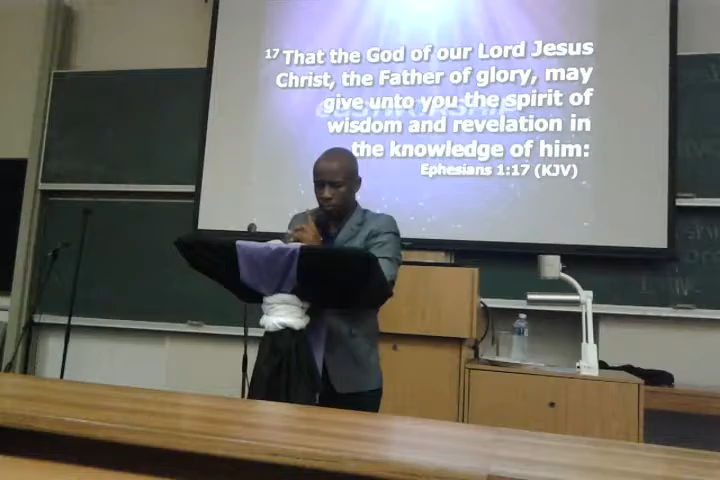 17 That the God of our Lord Jesus
Christ, the Father of glory, may
give unto you the spirit of
wisdom and revelation in
the knowledge of him:
Ephesians 1:17 (KJV)